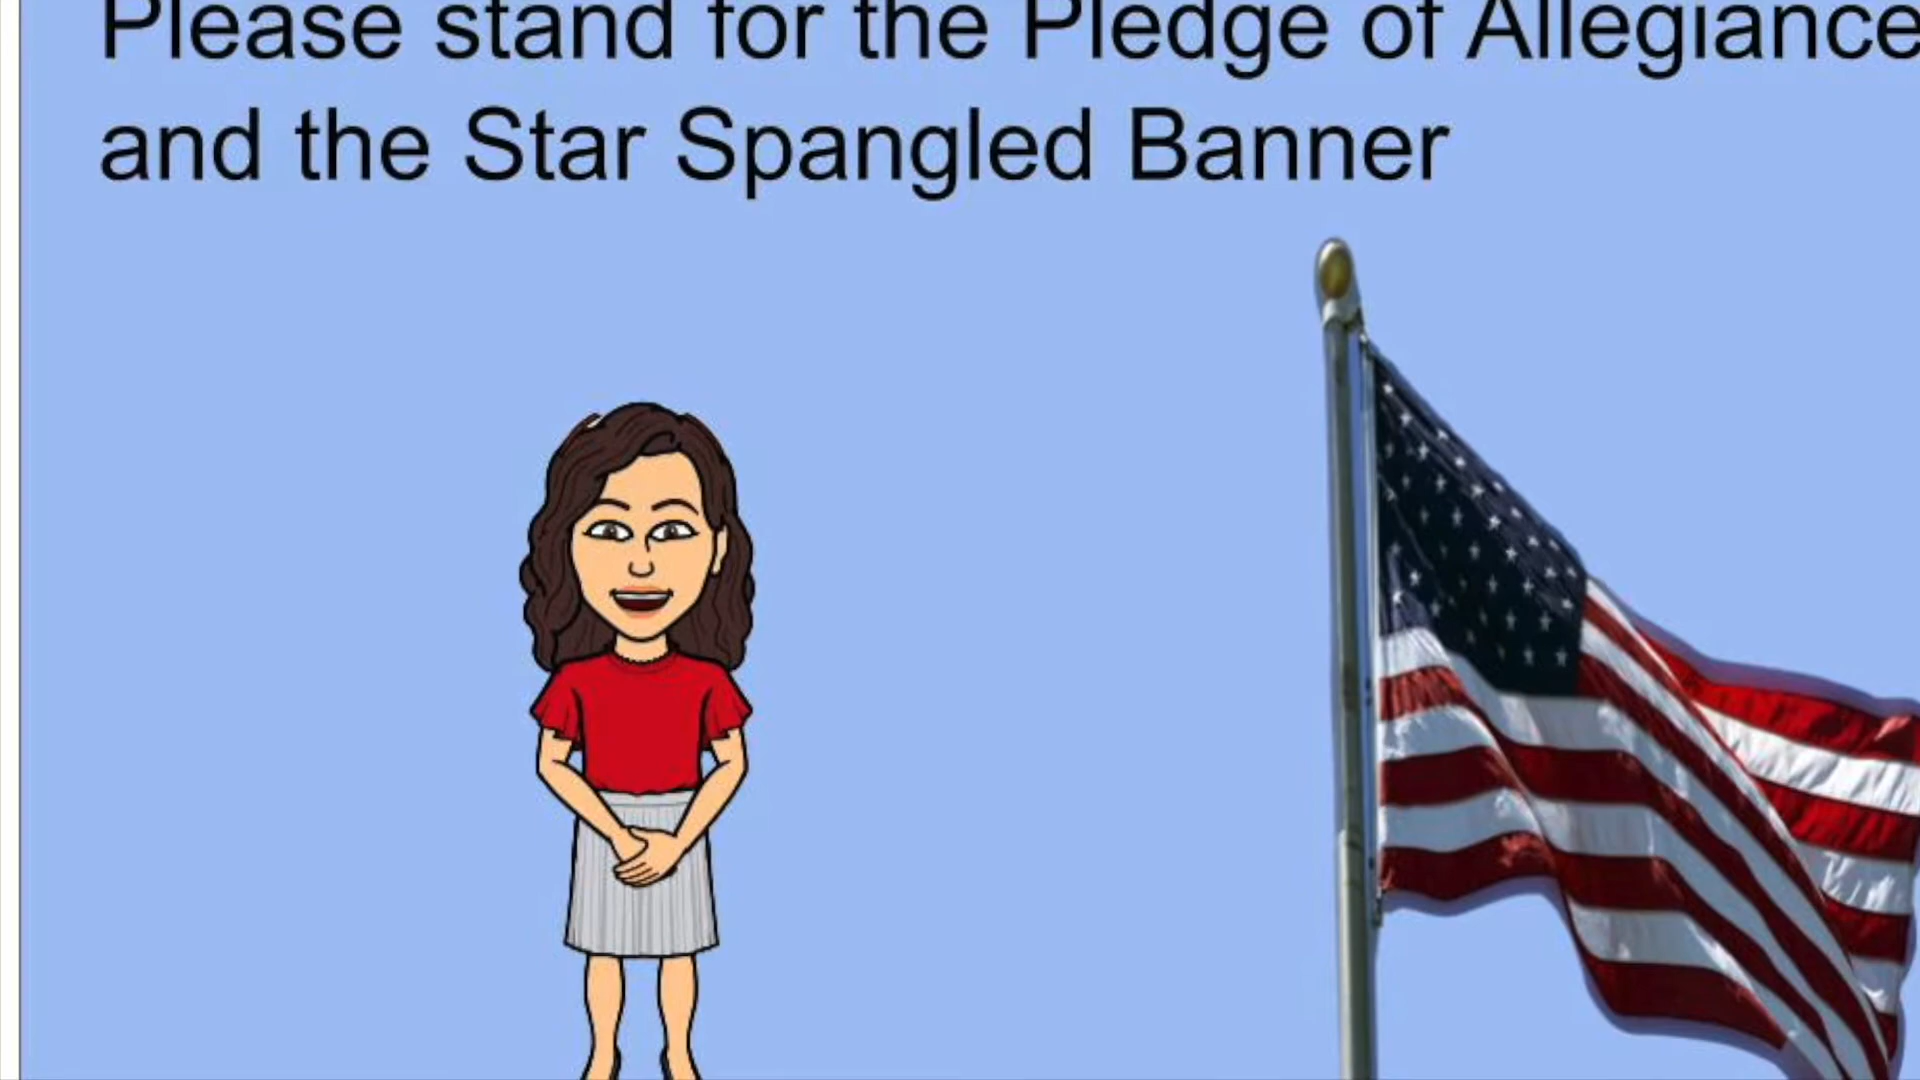 Please stand for the Pledge of Allegiance
and the Star Spangled Banner